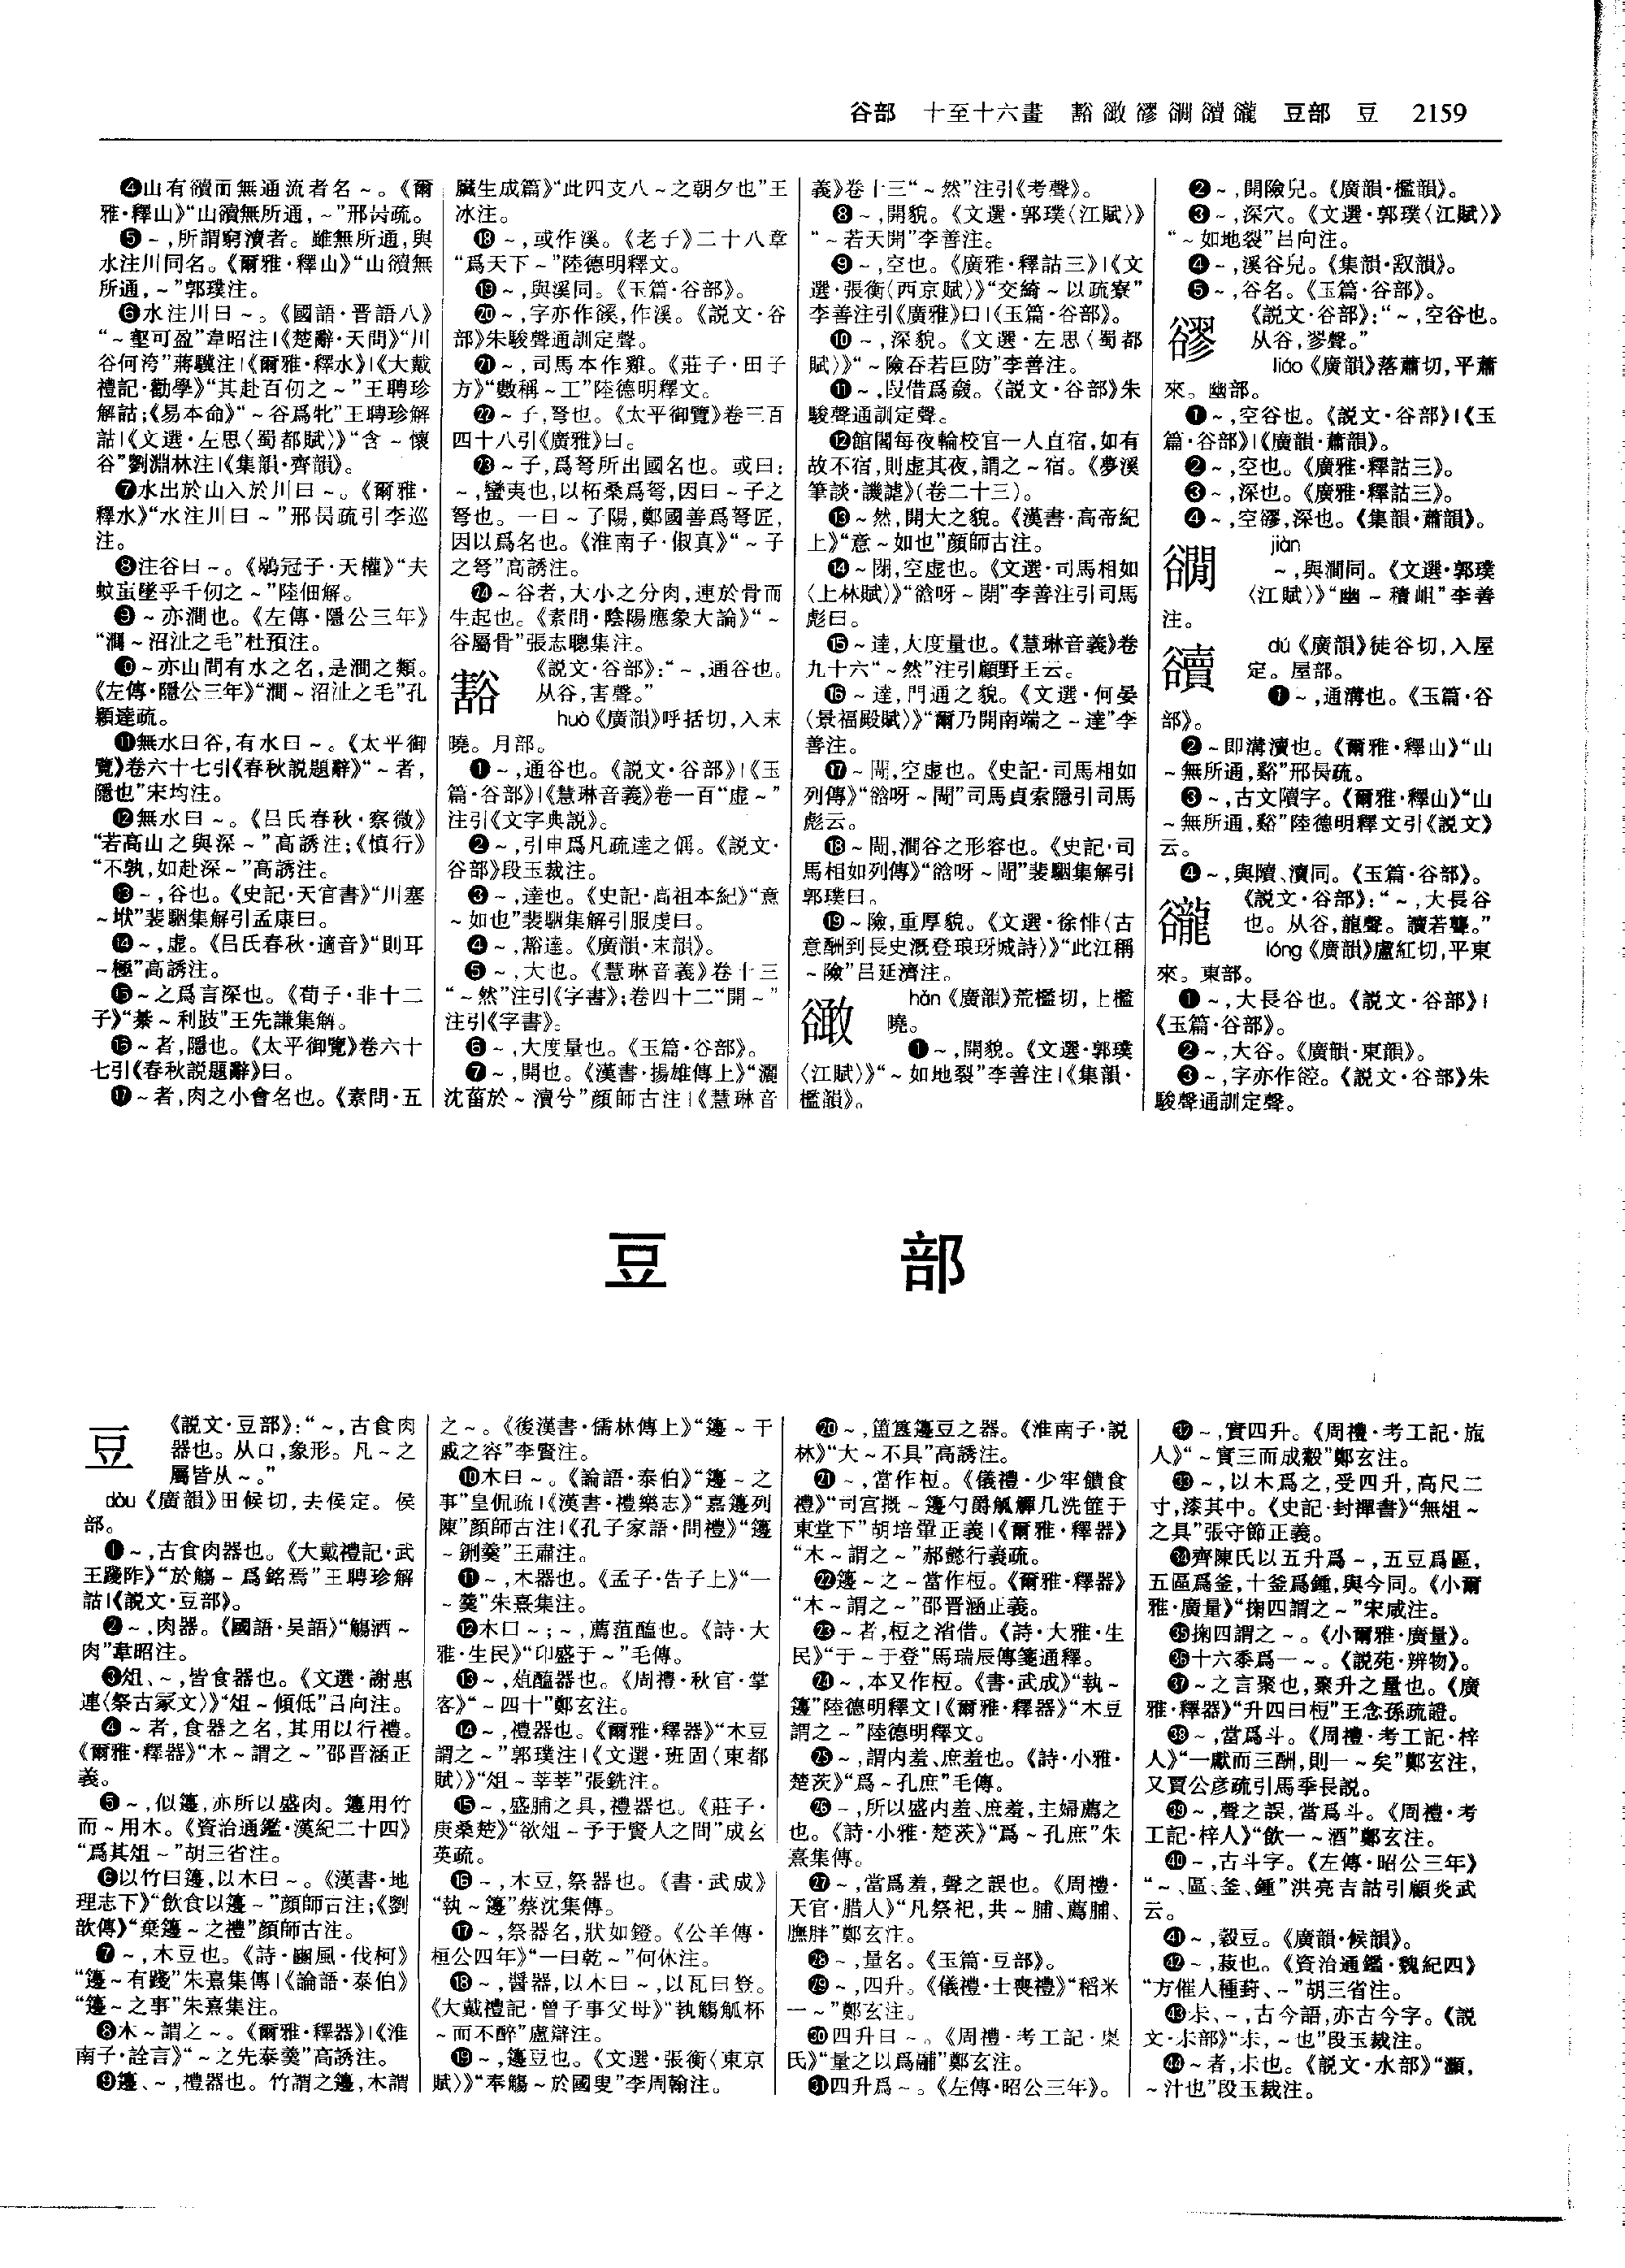 谷部 十至十六畫 豁㺖豂㵎䜱豅 豆部 豆 2159
❹山有䜱而無通流者名～。《爾
雅·釋山》“山䜱無所通，～”邢昺疏。
❺～，所謂窮瀆者。雖無所通，與
水注川同名。《爾雅·釋山》“山䜱無
所通，～”郭璞注。
❻水注川曰～。《國語·晋語八》
“～壑可盈”韋昭注｜《楚辭·天問》“川
谷何洿”蔣驥注｜《爾雅·釋水》｜《大戴
禮記·勸學》“其赴百仞之～”王聘珍
解詁；《易本命》“～谷爲牝”王聘珍解
詁｜《文選·左思〈蜀都賦〉》“含～懷
谷”劉淵林注｜《集韻·齊韻》。
❼水出於山入於川曰～。《爾雅·
釋水》“水注川曰～”邢昺疏引李巡
注。
❽注谷曰～。《鶡冠子·天權》“夫
蚊䖟墜乎千仞之～”陸佃解。
❾～亦澗也。《左傳·隱公三年》
“澗～沼沚之毛”杜預注。
❿～亦山間有水之名，是澗之類。
《左傳·隱公三年》“澗～沼沚之毛”孔
穎達疏。
⓫無水曰谷，有水曰～。《太平御
覽》卷六十七引《春秋説題辭》“～者，
隱也”宋均注。
⓬無水曰～。《吕氏春秋·察微》
“若高山之與深～”高誘注；《慎行》
“不孰，如赴深～”高誘注。
⓭～，谷也。《史記·天官書》“川塞
～垘”裴駰集解引孟康曰。
⓮～，虚。《吕氏春秋·適音》“則耳
～極”高誘注。
⓯～之爲言深也。《荀子·非十二
子》“綦～利跂”王先謙集解。
⓰～者，隱也。《太平御覽》卷六十
七引《春秋説題辭》曰。
⓱～者，肉之小會名也。《素問·五
臟生成篇》“此四支八～之朝夕也”王
冰注。
⓲～，或作溪。《老子》二十八章
“爲天下～”陸德明釋文。
⓳～，與溪同。《玉篇·谷部》。
⓴～，字亦作嵠，作溪。《説文·谷
部》朱駿聲通訓定聲。
㉑～，司馬本作雞。《莊子·田子
方》“數稱～工”陸德明釋文。
㉒～子，弩也。《太平御覽》卷三百
四十八引《廣雅》曰。
㉓～子，爲弩所出國名也。或曰：
～，蠻夷也，以柘桑爲弩，因曰～子之
弩也。一曰～子陽，鄭國善爲弩匠，
因以爲名也。《淮南子·俶真》“～子
之弩”高誘注。
㉔～谷者，大小之分肉，連於骨而
生起也。《素問·陰陽應象大論》“～
谷屬骨”張志聰集注。
豁 《説文·谷部》：“～，通谷也。
从谷，害聲。”
huò《廣韻》呼括切，入末
曉。月部。
❶～，通谷也。《説文·谷部》｜《玉
篇·谷部》｜《慧琳音義》卷一百“虚～”
注引《文字典説》。
❷～，引申爲凡疏達之偁。《説文·
谷部》段玉裁注。
❸～，達也。《史記·高祖本紀》“意
～如也”裴駰集解引服虔曰。
❹～，豁達。《廣韻·末韻》。
❺～，大也。《慧琳音義》卷十三
“～然”注引《字書》；卷四十二“開～”
注引《字書》。
❻～，大度量也。《玉篇·谷部》。
❼～，開也。《漢書·揚雄傳上》“灑
沈菑於～瀆兮”顔師古注｜《慧琳音
義》卷十三“～然”注引《考聲》。
❽～，開貌。《文選·郭璞〈江賦〉》
“～若天開”李善注。
❾～，空也。《廣雅·釋詁三》｜《文
選·張衡〈西京賦〉》“交綺～以疏寮”
李善注引《廣雅》曰｜《玉篇·谷部》。
❿～，深貌。《文選·左思〈蜀都
賦〉》“～險吞若巨防”李善注。
⓫～，叚借爲奯。《説文·谷部》朱
駿聲通訓定聲。
⓬館閣每夜輪校官一人直宿，如有
故不宿，則虚其夜，謂之～宿。《夢溪
筆談·譏謔》（卷二十三）。
⓭～然，開大之貌。《漢書·高帝紀
上》“意～如也”顔師古注。
⓮～閉，空虚也。《文選·司馬相如
〈上林賦〉》“谽呀～閉”李善注引司馬
彪曰。
⓯～達，大度量也。《慧琳音義》卷
九十六“～然”注引顧野王云。
⓰～達，門通之貌。《文選·何晏
〈景福殿賦〉》“爾乃開南端之～達”李
善注。
⓱～閜，空虚也。《史記·司馬相如
列傳》“谽呀～閜”司馬貞索隱引司馬
彪云。
⓲～閜，澗谷之形容也。《史記·司
馬相如列傳》“谽呀～閜”裴駰集解引
郭璞曰。
⓳～險，重厚貌。《文選·徐悱〈古
意酬到長史溉登琅玡城詩〉》“此江稱
～險”吕延濟注。
hǎn《廣韻》荒檻切，上檻
曉。
❶～，開貌。《文選·郭璞
〈江賦〉》“～如地裂”李善注｜《集韻·
檻韻》。
❷～，開險皃。《廣韻·檻韻》。
❸～，深穴。《文選·郭璞〈江賦〉》
“～如地裂”吕向注。
❹～，溪谷皃。《集韻·敢韻》。
❺～，谷名。《玉篇·谷部》。
豂 《説文·谷部》：“～，空谷也。
从谷，翏聲。”
liáo《廣韻》落蕭切，平蕭
來。幽部。
❶～，空谷也。《説文·谷部》｜《玉
篇·谷部》｜《廣韻·蕭韻》。
❷～，空也。《廣雅·釋詁三》。
❸～，深也。《廣雅·釋詁三》。
❹～，空豂，深也。《集韻·蕭韻》。
jiàn
～，與澗同。《文選·郭璞
〈江賦〉》“幽～積岨”李善
注。
䜱 dú《廣韻》徒谷切，入屋
定。屋部。
❶～，通溝也。《玉篇·谷
部》。
❷～即溝瀆也。《爾雅·釋山》“山
～無所通，谿”邢昺疏。
❸～，古文隫字。《爾雅·釋山》“山
～無所通，谿”陸德明釋文引《説文》
云。
❹～，與隫、瀆同。《玉篇·谷部》。
豅 《説文·谷部》：“～，大長谷
也。从谷，龍聲。讀若聾。”
lóng《廣韻》盧紅切，平東
來。東部。
❶～，大長谷也。《説文·谷部》｜
《玉篇·谷部》。
❷～，大谷。《廣韻·東韻》。
❸～，字亦作谾。《説文·谷部》朱
駿聲通訓定聲。
豆 部
豆 《説文·豆部》：“～，古食肉
器也。从口，象形。凡～之
屬皆从～。”
dòu《廣韻》田候切，去候定。侯
部。
❶～，古食肉器也。《大戴禮記·武
王踐阼》“於觴～爲銘焉”王聘珍解
詁｜《説文·豆部》。
❷～，肉器。《國語·吴語》“觴酒～
肉”韋昭注。
❸俎、～，皆食器也。《文選·謝惠
連〈祭古冢文〉》“俎～傾低”吕向注。
❹～者，食器之名，其用以行禮。
《爾雅·釋器》“木～謂之～”邵晋涵正
義。
❺～，似籩，亦所以盛肉。籩用竹
而～用木。《資治通鑑·漢紀二十四》
“爲其俎～”胡三省注。
❻以竹曰籩，以木曰～。《漢書·地
理志下》“飲食以籩～”顔師古注；《劉
歆傳》“棄籩～之禮”顔師古注。
❼～，木豆也。《詩·豳風·伐柯》
“籩～有踐”朱熹集傳｜《論語·泰伯》
“籩～之事”朱熹集注。
❽木～謂之～。《爾雅·釋器》｜《淮
南子·詮言》“～之先泰羹”高誘注。
❾籩、～，禮器也。竹謂之籩，木謂
之～。《後漢書·儒林傳上》“籩～干
戚之容”李賢注。
❿木曰～。《論語·泰伯》“籩～之
事”皇侃疏｜《漢書·禮樂志》“嘉籩列
陳”顔師古注｜《孔子家語·問禮》“籩
～鉶羹”王肅注。
⓫～，木器也。《孟子·告子上》“一
～羹”朱熹集注。
⓬木曰～；～，薦菹醢也。《詩·大
雅·生民》“卬盛于～”毛傳。
⓭～，菹醢器也。《周禮·秋官·掌
客》“～四十”鄭玄注。
⓮～，禮器也。《爾雅·釋器》“木豆
謂之～”郭璞注｜《文選·班固〈東都
賦〉》“俎～莘莘”張銑注。
⓯～，盛脯之具，禮器也。《莊子·
庚桑楚》“欲俎～予于賢人之間”成玄
英疏。
⓰～，木豆，祭器也。《書·武成》
“執～籩”蔡沈集傳。
⓱～，祭器名，狀如鐙。《公羊傳·
桓公四年》“一曰乾～”何休注。
⓲～，醬器，以木曰～，以瓦曰豋。
《大戴禮記·曾子事父母》“執觴觚杯
～而不醉”盧辯注。
⓳～，籩豆也。《文選·張衡〈東京
賦〉》“奉觴～於國叟”李周翰注。
⓴～，簠簋籩豆之器。《淮南子·説
林》“大～不具”高誘注。
㉑～，當作梪。《儀禮·少牢饋食
禮》“司宫摡～籩勺爵觚觶几洗篚于
東堂下”胡培翬正義｜《爾雅·釋器》
“木～謂之～”郝懿行義疏。
㉒籩～之～當作梪。《爾雅·釋器》
“木～謂之～”邵晋涵正義。
㉓～者，梪之渻借。《詩·大雅·生
民》“于～于登”馬瑞辰傳箋通釋。
㉔～，本又作梪。《書·武成》“執～
籩”陸德明釋文｜《爾雅·釋器》“木豆
謂之～”陸德明釋文。
㉕～，謂内羞、庶羞也。《詩·小雅·
楚茨》“爲～孔庶”毛傳。
㉖～，所以盛内羞、庶羞，主婦薦之
也。《詩·小雅·楚茨》“爲～孔庶”朱
熹集傳。
㉗～，當爲羞，聲之誤也。《周禮·
天官·腊人》“凡祭祀，共～脯、薦脯、
膴胖”鄭玄注。
㉘～，量名。《玉篇·豆部》。
㉙～，四升。《儀禮·士喪禮》“稻米
一～”鄭玄注。
㉚四升曰～。《周禮·考工記·㮚
氏》“量之以爲鬴”鄭玄注。
㉛四升爲～。《左傳·昭公三年》。
㉜～，實四升。《周禮·考工記·旊
人》“～實三而成觳”鄭玄注。
㉝～，以木爲之，受四升，高尺二
寸，漆其中。《史記·封禪書》“無俎～
之具”張守節正義。
㉞齊陳氏以五升爲～，五豆爲區，
五區爲釜，十釜爲鍾，與今同。《小爾
雅·廣量》“掬四謂之～”宋咸注。
㉟掬四謂之～。《小爾雅·廣量》。
㊱十六黍爲一～。《説苑·辨物》。
㊲～之言聚也，聚升之量也。《廣
雅·釋器》“升四曰梪”王念孫疏證。
㊳～，當爲斗。《周禮·考工記·梓
人》“一獻而三酬，則一～矣”鄭玄注，
又賈公彦疏引馬季長説。
㊴～，聲之誤，當爲斗。《周禮·考
工記·梓人》“飲一～酒”鄭玄注。
㊵～，古斗字。《左傳·昭公三年》
“～、區、釜、鍾”洪亮吉詁引顧炎武
云。
㊶～，穀豆。《廣韻·候韻》。
㊷～，菽也。《資治通鑑·魏紀四》
“方催人種葑、～”胡三省注。
㊸尗、～，古今語，亦古今字。《説
文·尗部》“尗，～也”段玉裁注。
㊹～者，尗也。《説文·水部》“灝，
～汁也”段玉裁注。